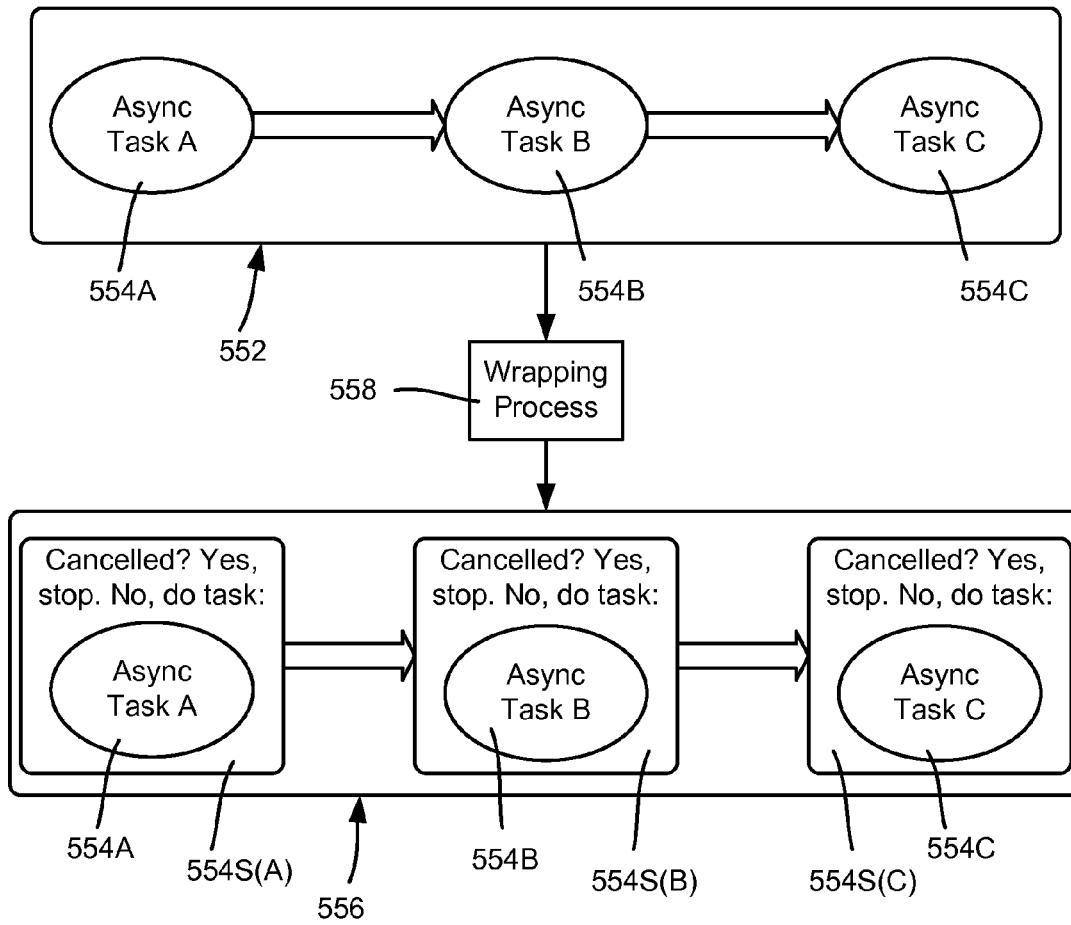 Async
Task A
Async
Task B
Async
Task C
554A
552
554B
554C
558
Wrapping
Process
Cancelled? Yes,
stop. No, do task:
Async
Task A
Cancelled? Yes,
stop. No, do task:
Async
Task B
Cancelled? Yes,
stop. No, do task:
Async
Task C
554A
554S(A)
556
554B
554S(B)
554S(C)
554C